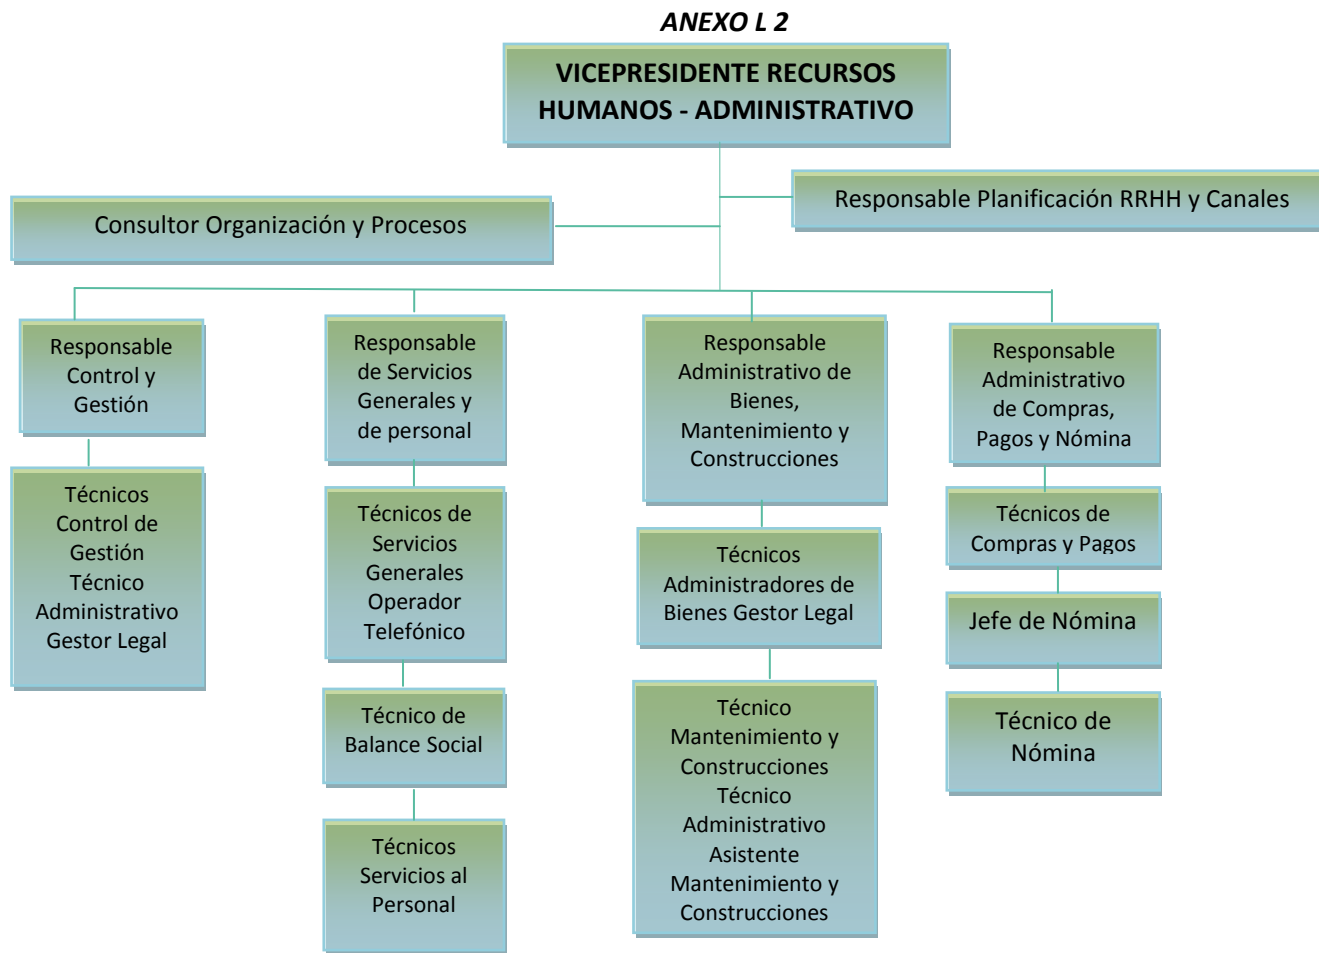 ANEXO L 2
VICEPRESIDENTE RECURSOS
HUMANOS - ADMINISTRATIVO
Responsable Planificación RRHH y Canales
Consultor Organización y Procesos
Responsable
Control y
Gestión
Técnicos
Control de
Gestión
Técnico
Administrativo
Gestor Legal
Responsable
de Servicios
Generales y
de personal
Técnicos de
Servicios
Generales
Operador
Telefónico
Técnico de
Balance Social
Técnicos
Servicios al
Personal
Responsable
Administrativo de
Bienes,
Mantenimiento y
Construcciones
Técnicos
Administradores de
Bienes Gestor Legal
Técnico
Mantenimiento y
Construcciones
Técnico
Administrativo
Asistente
Mantenimiento y
Construcciones
Responsable
Administrativo
de Compras,
Pagos y Nómina
Técnicos de
Compras y Pagos
Jefe de Nómina
Técnico de
Nómina